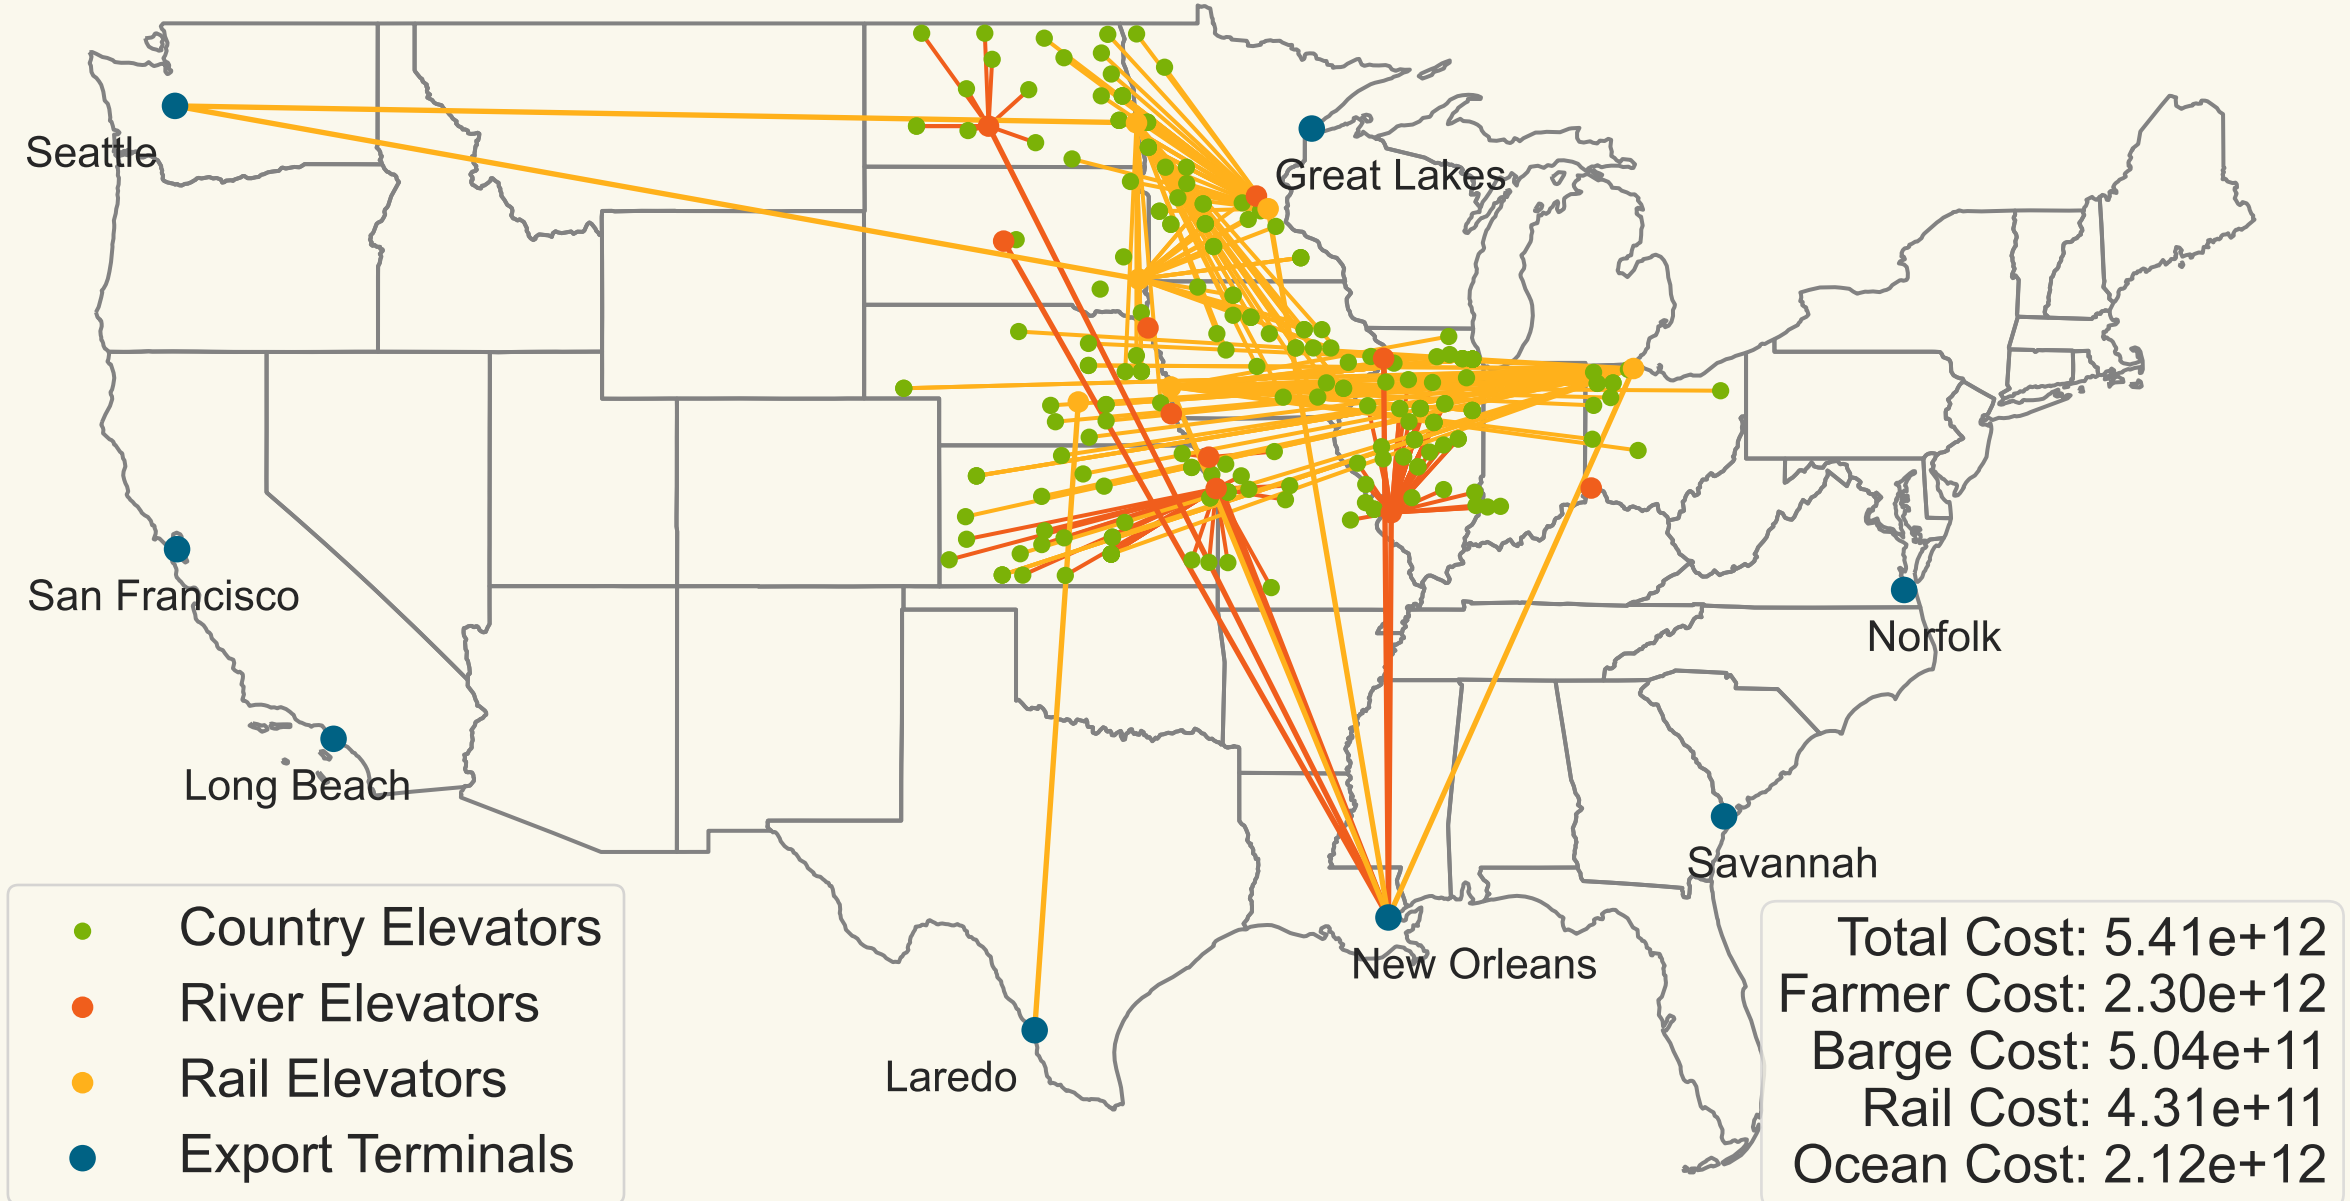 Seattle
Great Lakes
San Francisco
Norfolk
Long Beach
Savannah
New Orleans
Laredo
Country Elevators
River Elevators
Rail Elevators
Export Terminals
Total Cost: 5.41e+12
Farmer Cost: 2.30e+12
Barge Cost: 5.04e+11
Rail Cost: 4.31e+11
Ocean Cost: 2.12e+12